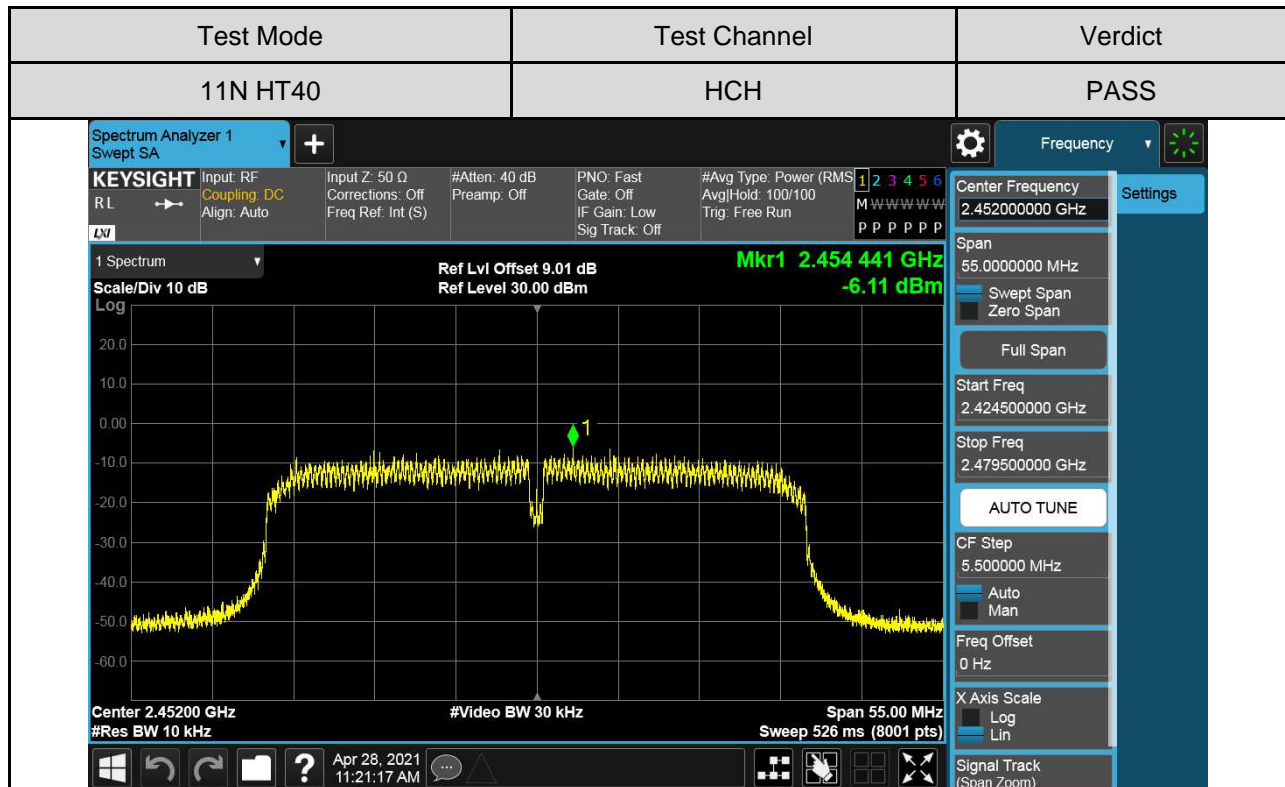 Test Mode Test Channel Verdict
11N HT40 HCH PASS
Spectrum Analyzer 1
Swept SA
+
Frequency
KEYSIGHT
RL
LXI
Input: RF
Coupling: DC
Align: Auto
Input Z: 50 Ω
Corrections: Off
Freq Ref: Int (S)
#Atten: 40 dB
Preamp: Off
PNO: Fast
Gate: Off
IF Gain: Low
Sig Track: Off
#Avg Type: Power (RMS
Avg|Hold: 100/100
Trig: Free Run
1 2 3 4 5 6
M W W W W W
P P P P P P
1 Spectrum
Scale/Div 10 dB
Ref Lvl Offset 9.01 dB
Ref Level 30.00 dBm
Mkr1 2.454 441 GHz
-6.11 dBm
Log
20.0
10.0
0.00
-10.0
-20.0
-30.0
-40.0
-50.0
-60.0
1
Center 2.45200 GHz
#Res BW 10 kHz
#Video BW 30 kHz
Span 55.00 MHz
Sweep 526 ms (8001 pts)
?
Apr 28, 2021
11:21:17 AM
Center Frequency
2.452000000 GHz
Settings
Span
55.0000000 MHz
Swept Span
Zero Span
Full Span
Start Freq
2.424500000 GHz
Stop Freq
2.479500000 GHz
AUTO TUNE
CF Step
5.500000 MHz
Auto
Man
Freq Offset
0 Hz
X Axis Scale
Log
Lin
Signal Track
(Span Zoom)